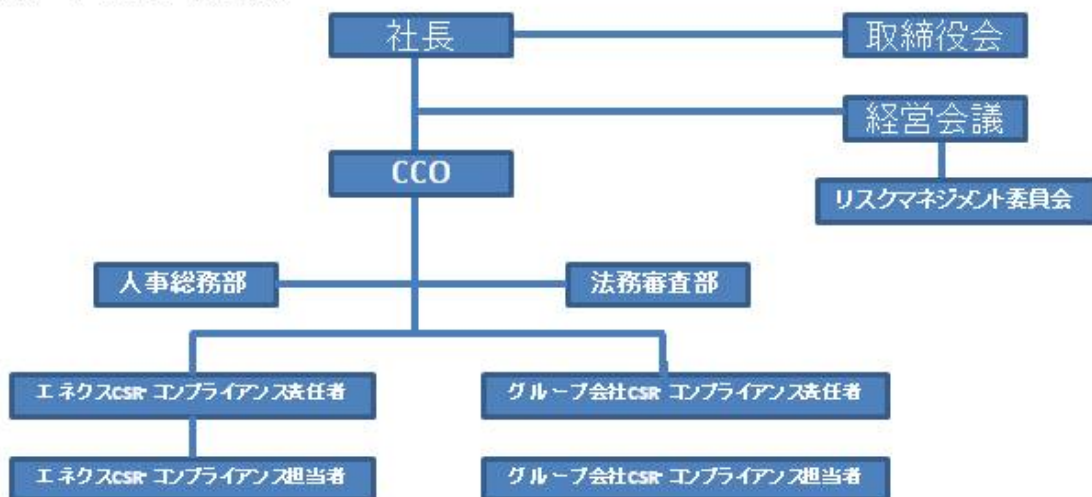 社長
取締役会
経営会議
CCO
リスクマネジメント委員会
人事総務部
法務審査部
エネクスCSR・コンプライアンス責任者
グループ会社CSR・コンプライアンス責任者
エネクスCSR・コンプライアンス担当者
グループ会社CSR・コンプライアンス担当者